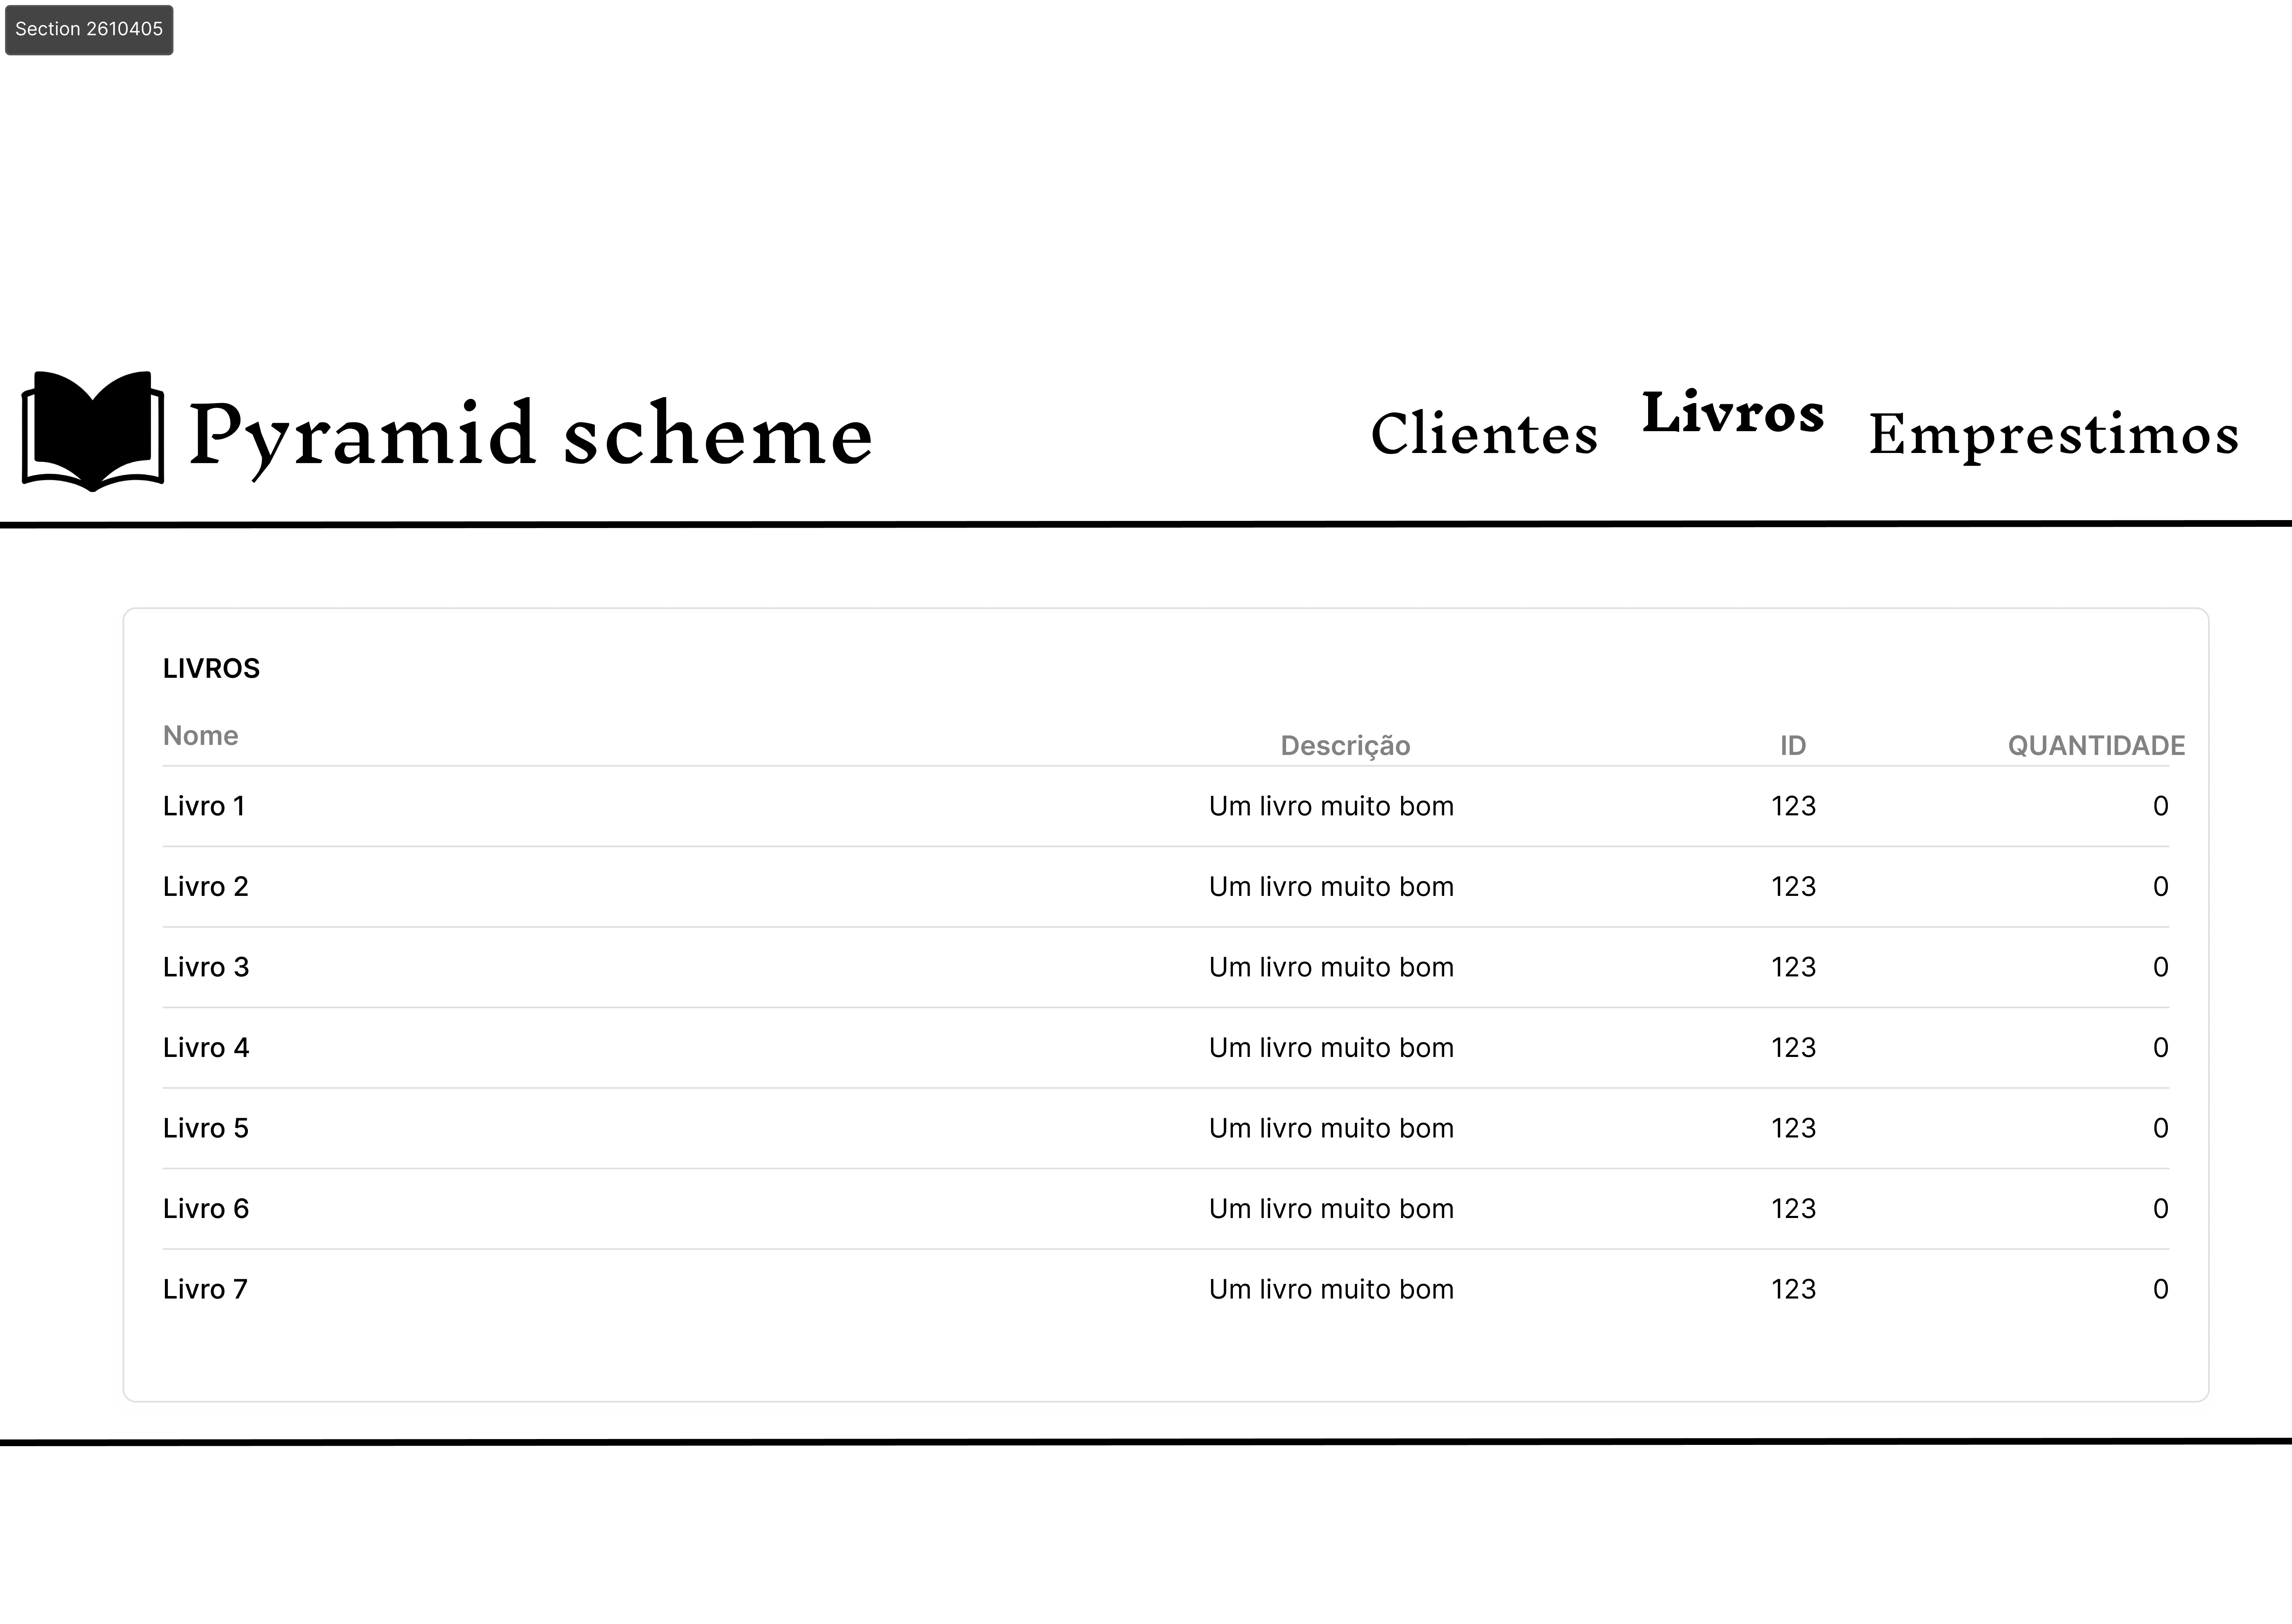 Section 2610405
Pyramid scheme
Clientes Livros Emprestimos
LIVROS
Nome Descrição ID QUANTIDADE
Livro 1 Um livro muito bom 123 0
Livro 2 Um livro muito bom 123 0
Livro 3 Um livro muito bom 123 0
Livro 4 Um livro muito bom 123 0
Livro 5 Um livro muito bom 123 0
Livro 6 Um livro muito bom 123 0
Livro 7 Um livro muito bom 123 0